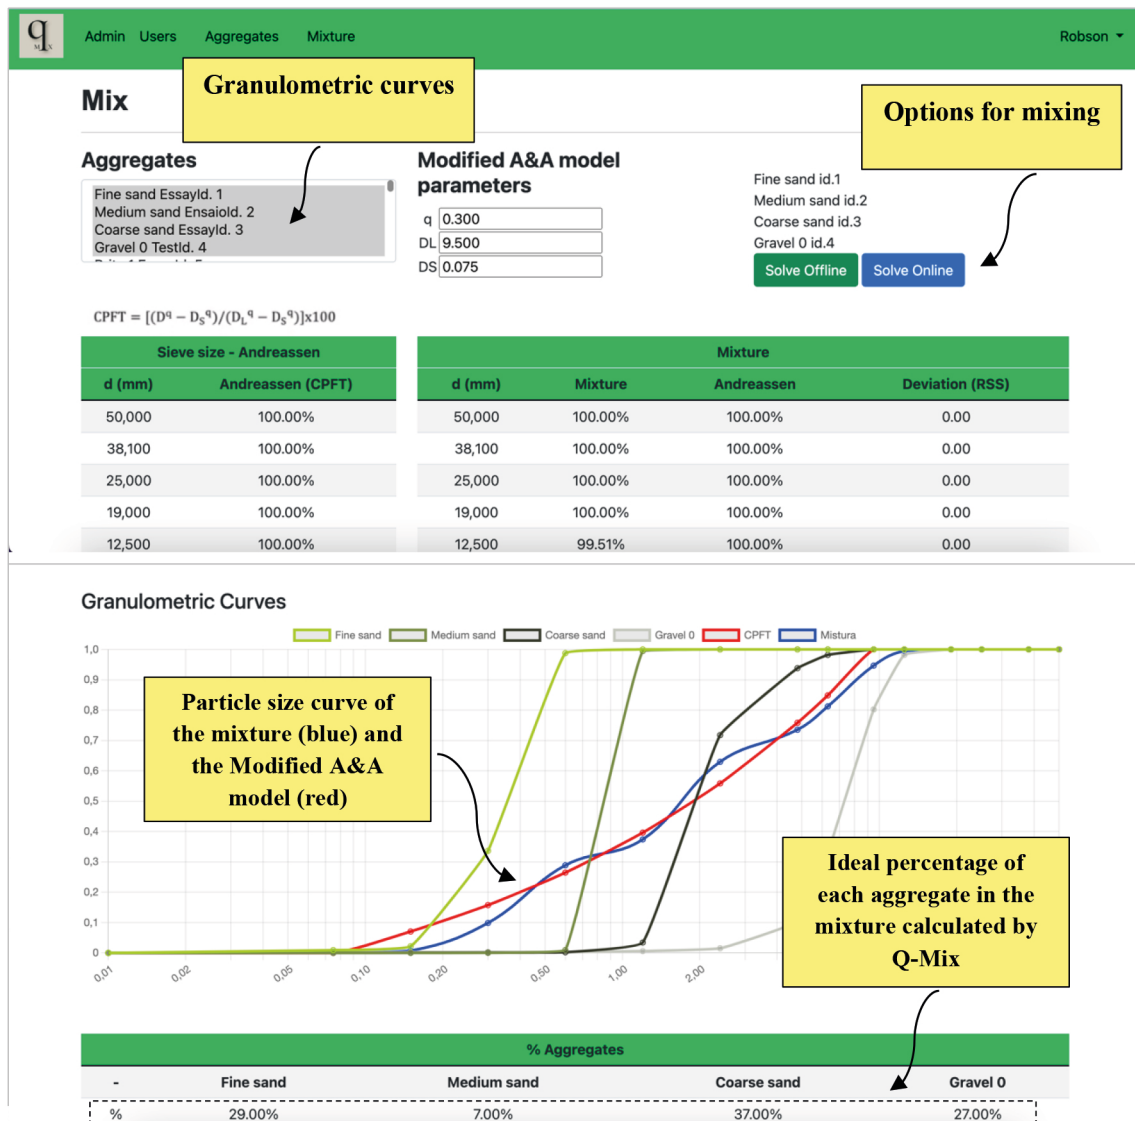 q
M X
Admin Users Aggregates Mixture Robson
Granulometric curves
Options for mixing
Mix
Aggregates
Fine sand EssayId. 1
Medium sand EnsaioId. 2
Coarse sand EssayId. 3
Gravel 0 TestId. 4
Modified A&A model
parameters
q 0.300
DL 9.500
DS 0.075
Fine sand id.1
Medium sand id.2
Coarse sand id.3
Gravel 0 id.4
Solve Offline Solve Online
CPFT = [(D^q − D_S^q)/(D_L^q − D_S^q)]x100
Sieve size - Andreassen
d (mm) Andreassen (CPFT)
50,000 100.00%
38,100 100.00%
25,000 100.00%
19,000 100.00%
12,500 100.00%
Mixture
d (mm) Mixture Andreassen Deviation (RSS)
50,000 100.00% 100.00% 0.00
38,100 100.00% 100.00% 0.00
25,000 100.00% 100.00% 0.00
19,000 100.00% 100.00% 0.00
12,500 99.51% 100.00% 0.00
Granulometric Curves
Fine sand Medium sand Coarse sand Gravel 0 CPFT Mistura
1,0
0,9
0,8
0,7
0,6
0,5
0,4
0,3
0,2
0,1
0
0,01 0,02 0,05 0,10 0,20 0,50 1,00 2,00
Particle size curve of
the mixture (blue) and
the Modified A&A
model (red)
Ideal percentage of
each aggregate in the
mixture calculated by
Q-Mix
% Aggregates
- Fine sand Medium sand Coarse sand Gravel 0
% 29.00% 7.00% 37.00% 27.00%